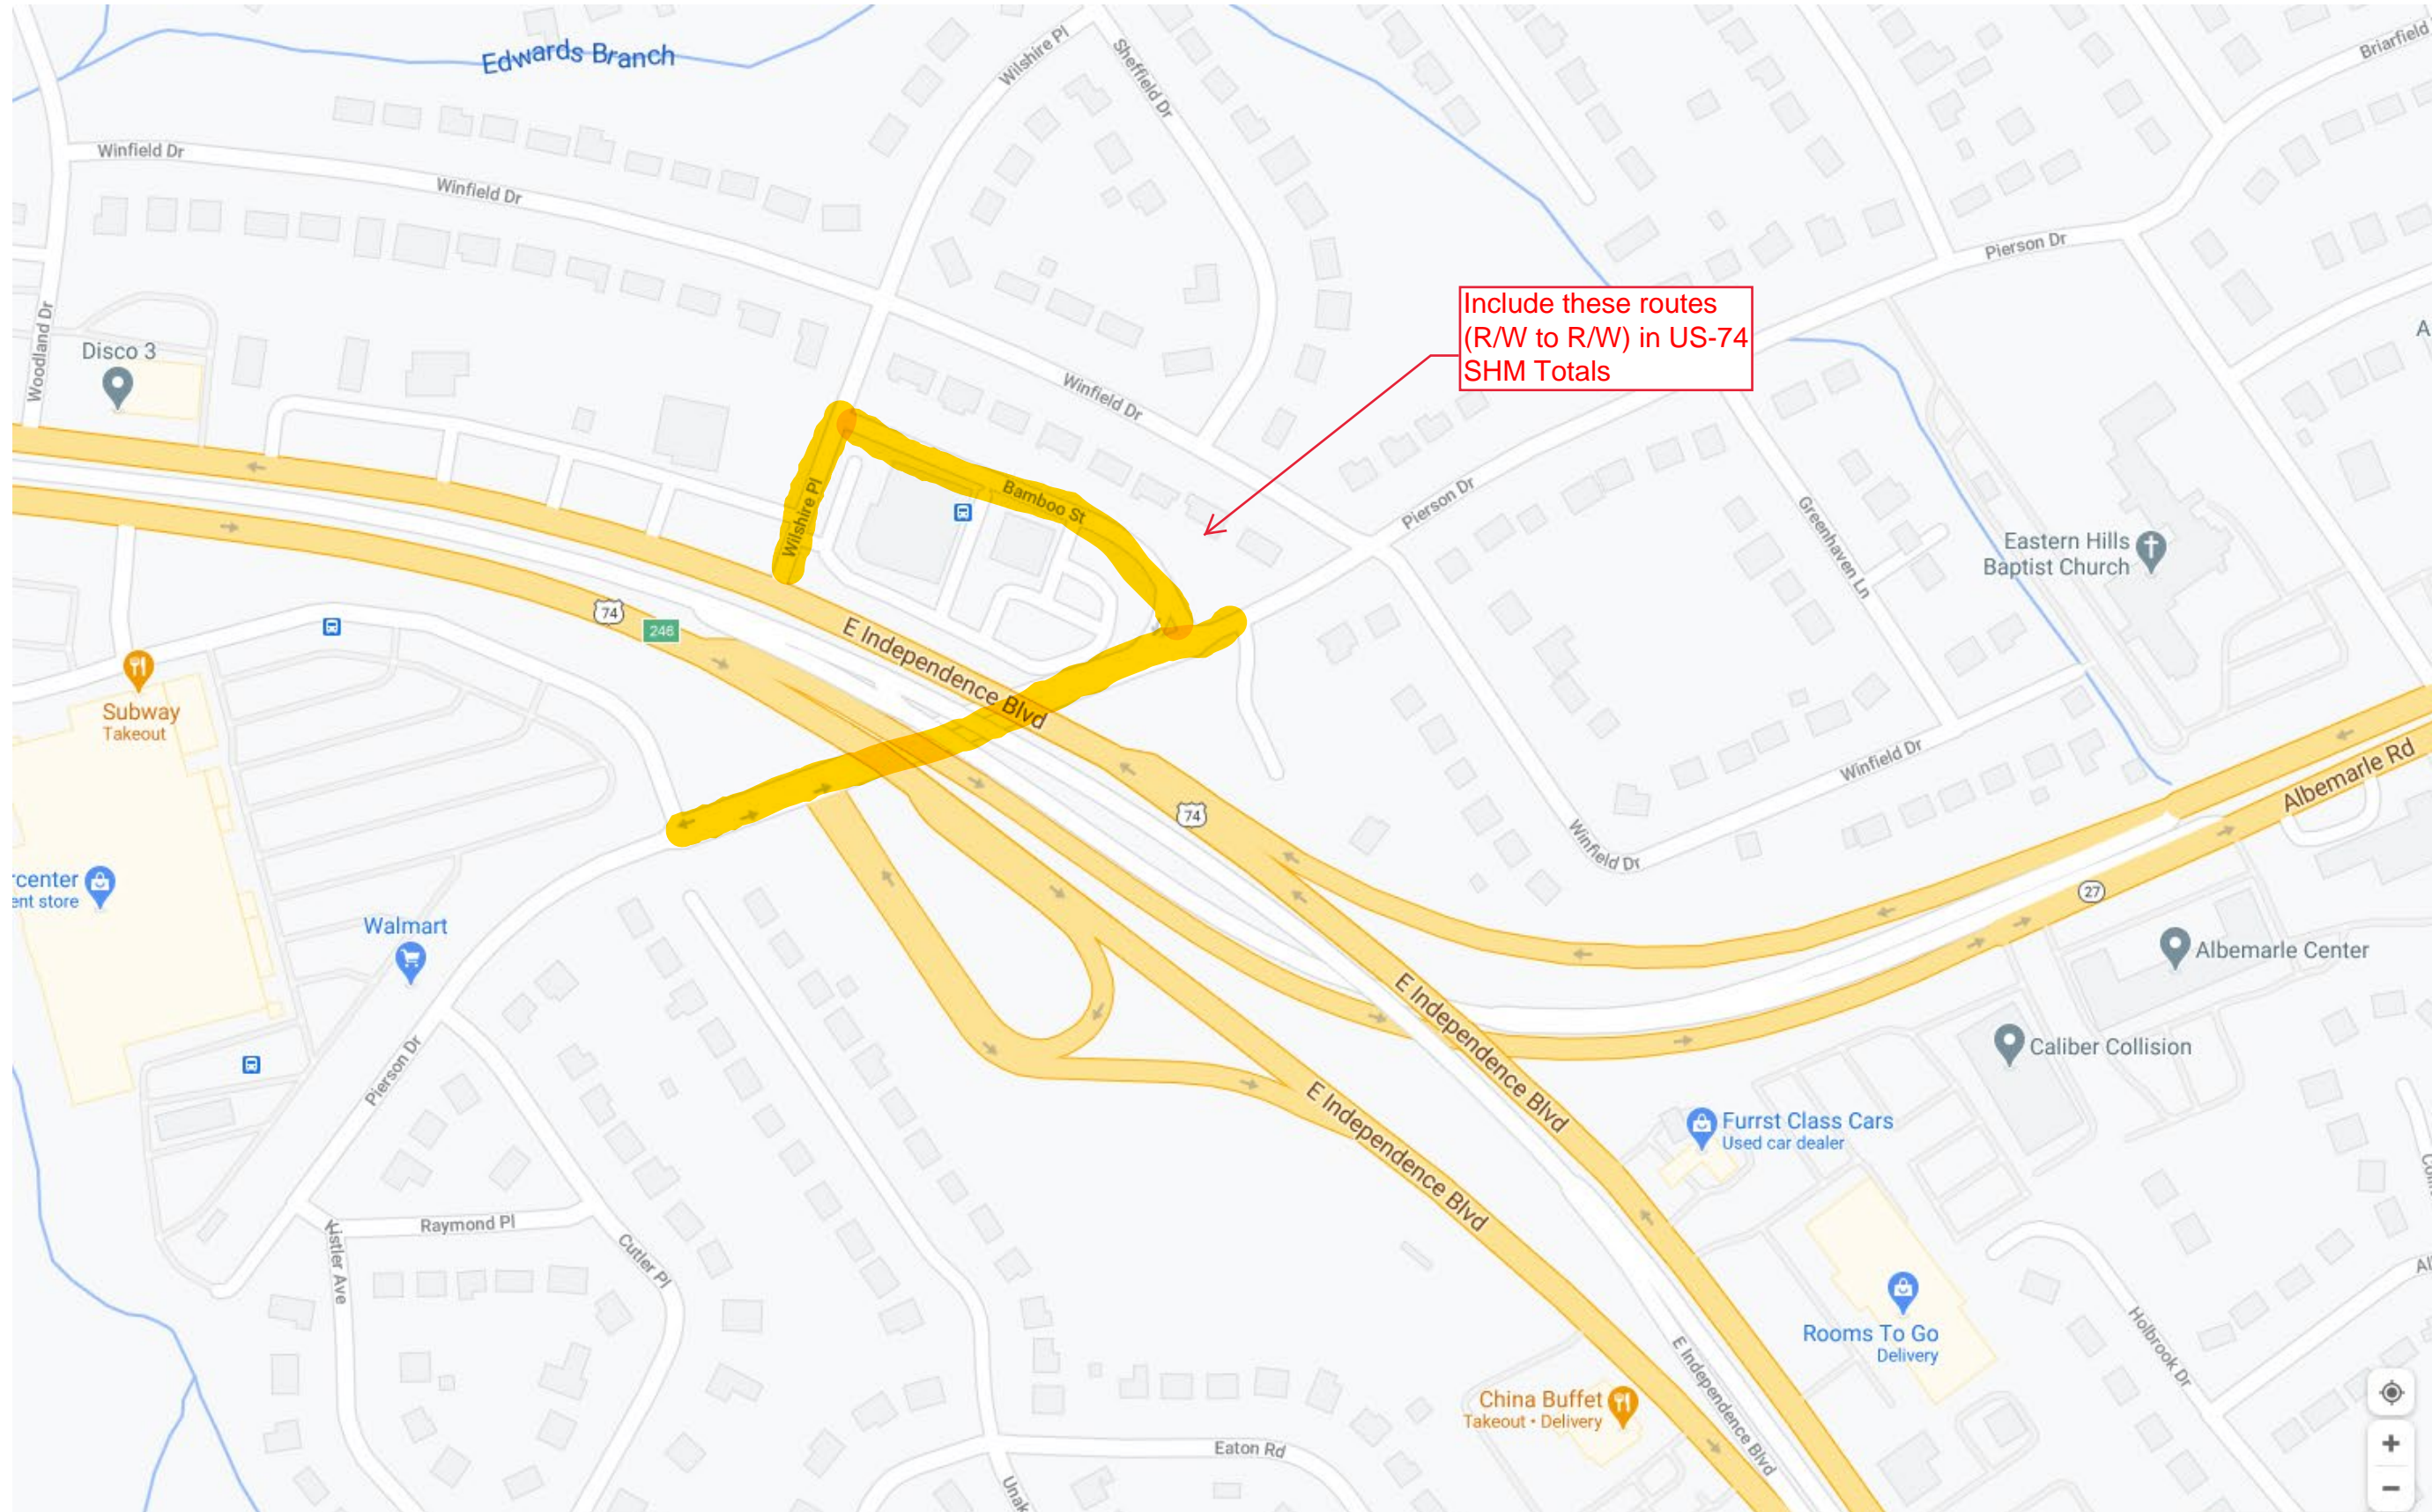 Edwards Branch
Wilshire Pl
Sheffield Dr
Briarfield
Winfield Dr
Winfield Dr
Pierson Dr
Include these routes
(R/W to R/W) in US-74
SHM Totals
Woodland Dr
Disco 3
Winfield Dr
A
Wilshire Pl
Bamboo St
Pierson Dr
Greenhaven Ln
Eastern Hills
Baptist Church
74
246
E Independence Blvd
Subway
Takeout
Winfield Dr
Albemarle Rd
74
Winfield Dr
27
rcenter
ent store
Walmart
Albemarle Center
E Independence Blvd
Caliber Collision
Pierson Dr
E Independence Blvd
Furrst Class Cars
Used car dealer
Raymond Pl
Kistler Ave
Cutler Pl
Al
Rooms To Go
Delivery
Holbrook Dr
E Independence Blvd
China Buffet
Takeout • Delivery
Eaton Rd
Unak
+
−